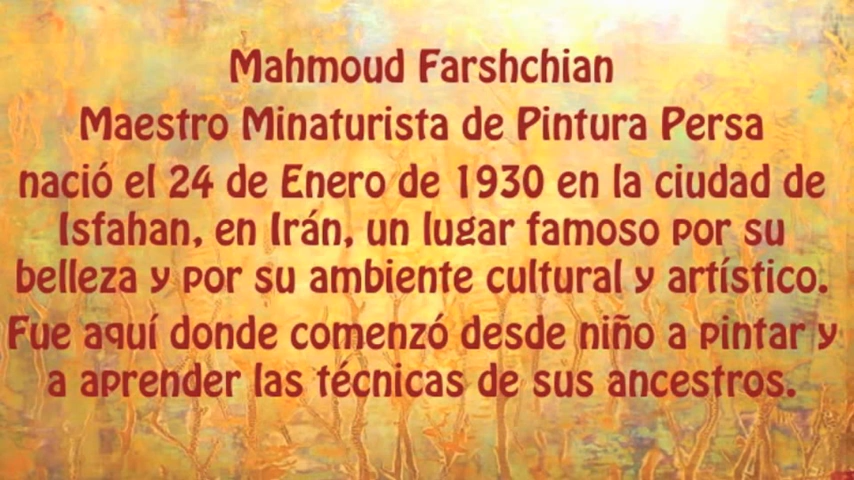 Mahmoud Farshchian
Maestro Minaturista de Pintura Persa
nació el 24 de Enero de 1930 en la ciudad de
Isfahan, en Irán, un lugar famoso por su
belleza y por su ambiente cultural y artístico.
Fue aquí donde comenzó desde niño a pintar y
a aprender las técnicas de sus ancestros.